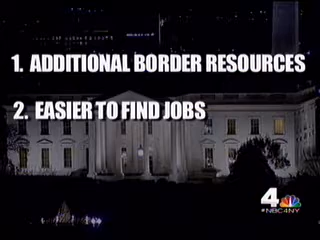 1. ADDITIONAL BORDER RESOURCES
2. EASIER TO FIND JOBS
4
#NBC4NY